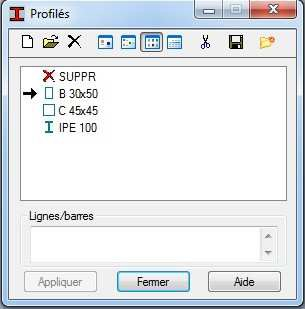 Profilés
SUPPR
B 30x50
C 45x45
IPE 100
Lignes/barres
Appliquer Fermer Aide